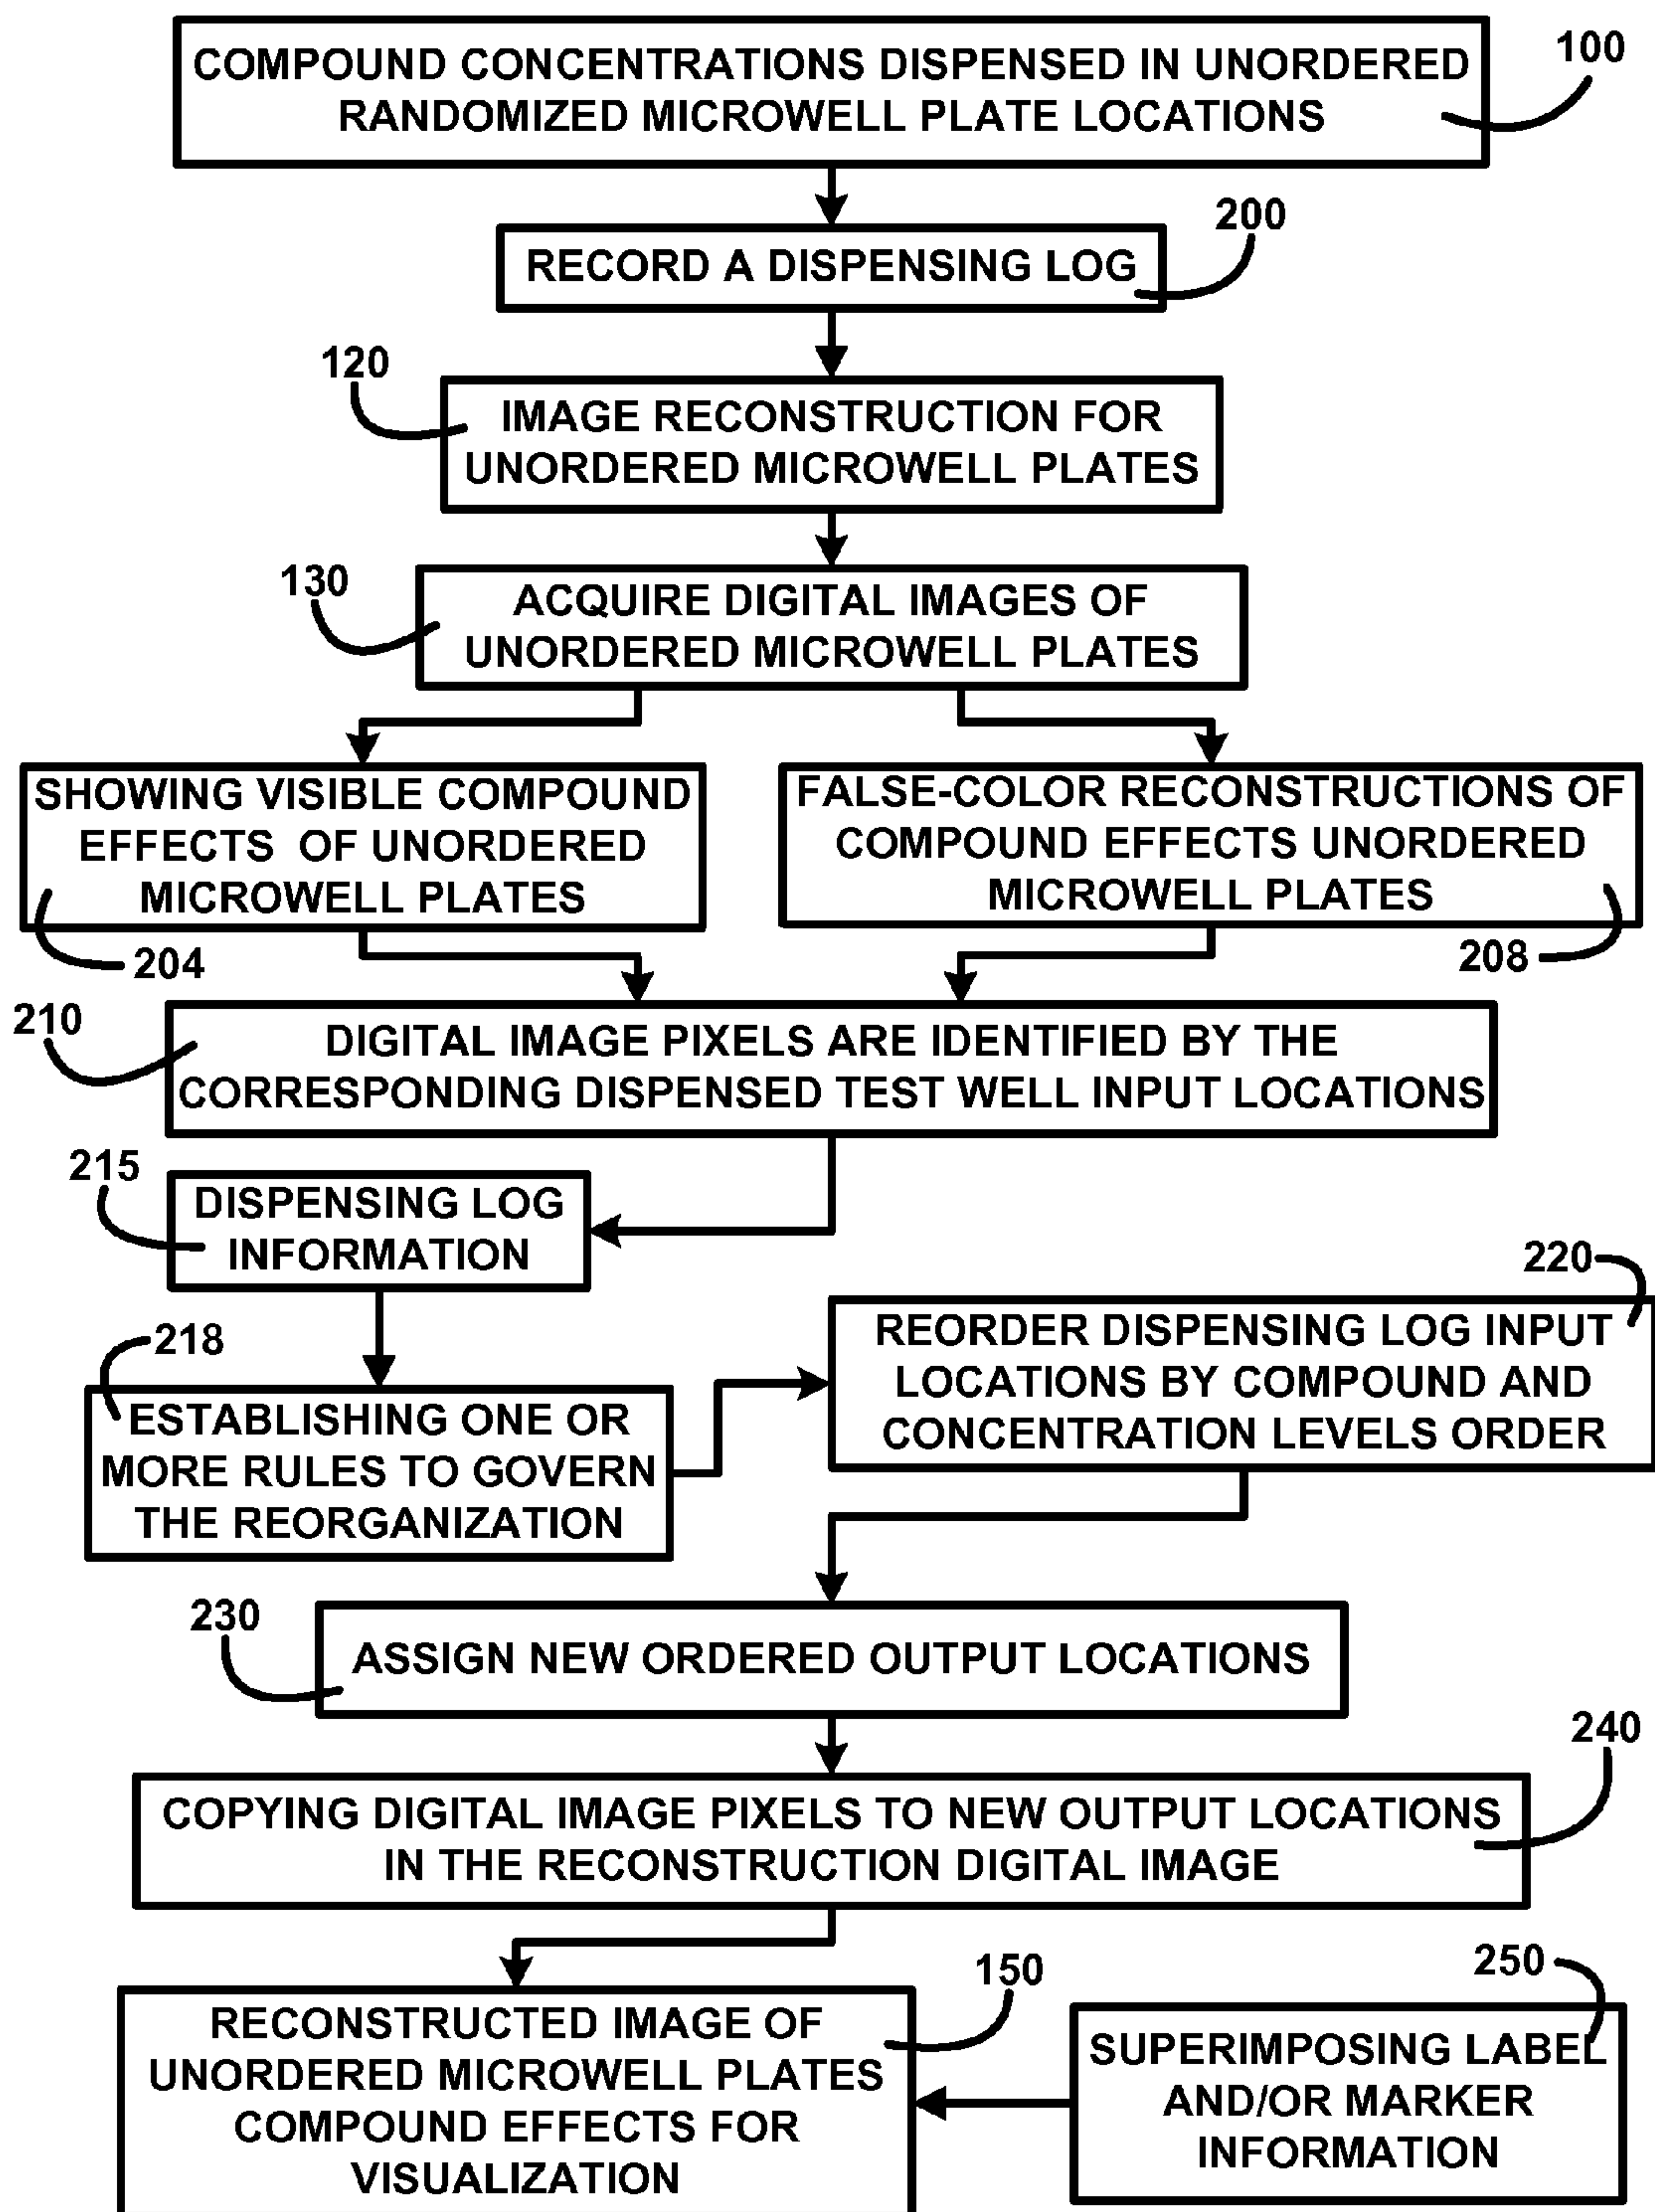 COMPOUND CONCENTRATIONS DISPENSED IN UNORDERED
RANDOMIZED MICROWELL PLATE LOCATIONS
100
RECORD A DISPENSING LOG
200
120
IMAGE RECONSTRUCTION FOR
UNORDERED MICROWELL PLATES
130
ACQUIRE DIGITAL IMAGES OF
UNORDERED MICROWELL PLATES
SHOWING VISIBLE COMPOUND
EFFECTS OF UNORDERED
MICROWELL PLATES
204
FALSE-COLOR RECONSTRUCTIONS OF
COMPOUND EFFECTS UNORDERED
MICROWELL PLATES
208
210
DIGITAL IMAGE PIXELS ARE IDENTIFIED BY THE
CORRESPONDING DISPENSED TEST WELL INPUT LOCATIONS
215
DISPENSING LOG
INFORMATION
218
ESTABLISHING ONE OR
MORE RULES TO GOVERN
THE REORGANIZATION
220
REORDER DISPENSING LOG INPUT
LOCATIONS BY COMPOUND AND
CONCENTRATION LEVELS ORDER
230
ASSIGN NEW ORDERED OUTPUT LOCATIONS
240
COPYING DIGITAL IMAGE PIXELS TO NEW OUTPUT LOCATIONS
IN THE RECONSTRUCTION DIGITAL IMAGE
150
RECONSTRUCTED IMAGE OF
UNORDERED MICROWELL PLATES
COMPOUND EFFECTS FOR
VISUALIZATION
250
SUPERIMPOSING LABEL
AND/OR MARKER
INFORMATION